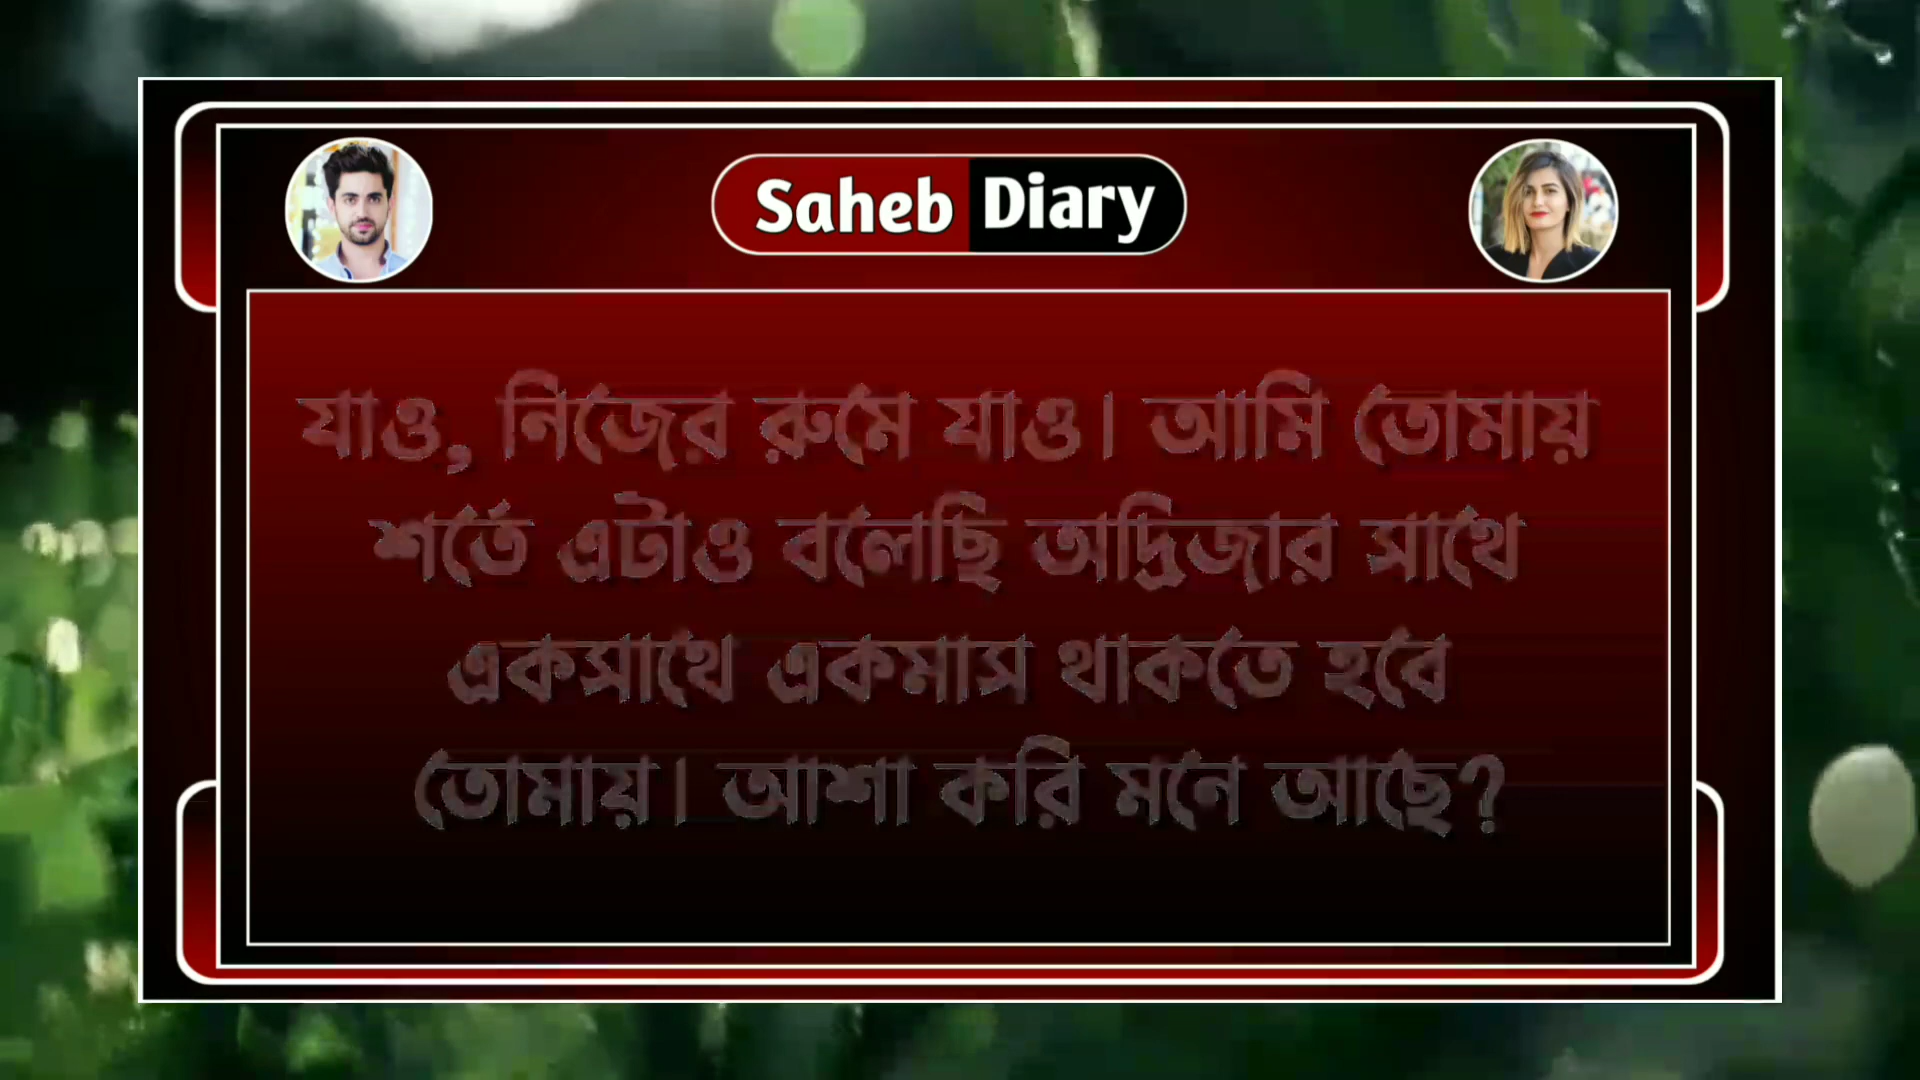 Saheb Diary
যাও, নিজের রুমে যাও। আমি তোমায়
শর্তে এটাও বলেছি অদ্রিজার সাথে
একসাথে একমাস থাকতে হবে
তোমায়। আশা করি মনে আছে?